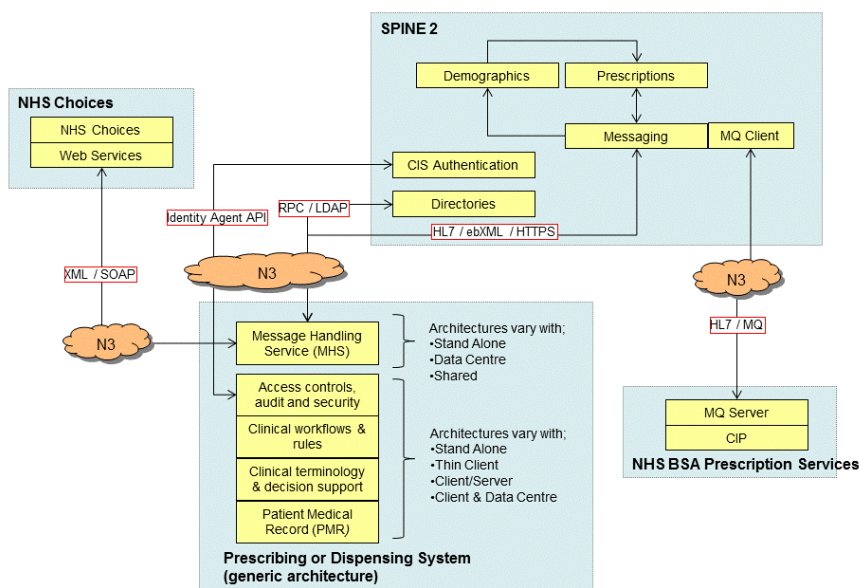 SPINE 2
Demographics
Prescriptions
NHS Choices
NHS Choices
Web Services
Messaging
MQ Client
CIS Authentication
RPC / LDAP
Directories
Identity Agent API
HL7 / ebXML / HTTPS
XML / SOAP
N3
N3
N3
HL7 / MQ
Message Handling
Service (MHS)
Architectures vary with;
•Stand Alone
•Data Centre
•Shared
Access controls,
audit and security
Clinical workflows &
rules
Clinical terminology
& decision support
Patient Medical
Record (PMR)
Architectures vary with;
•Stand Alone
•Thin Client
•Client/Server
•Client & Data Centre
MQ Server
CIP
NHS BSA Prescription Services
Prescribing or Dispensing System
(generic architecture)